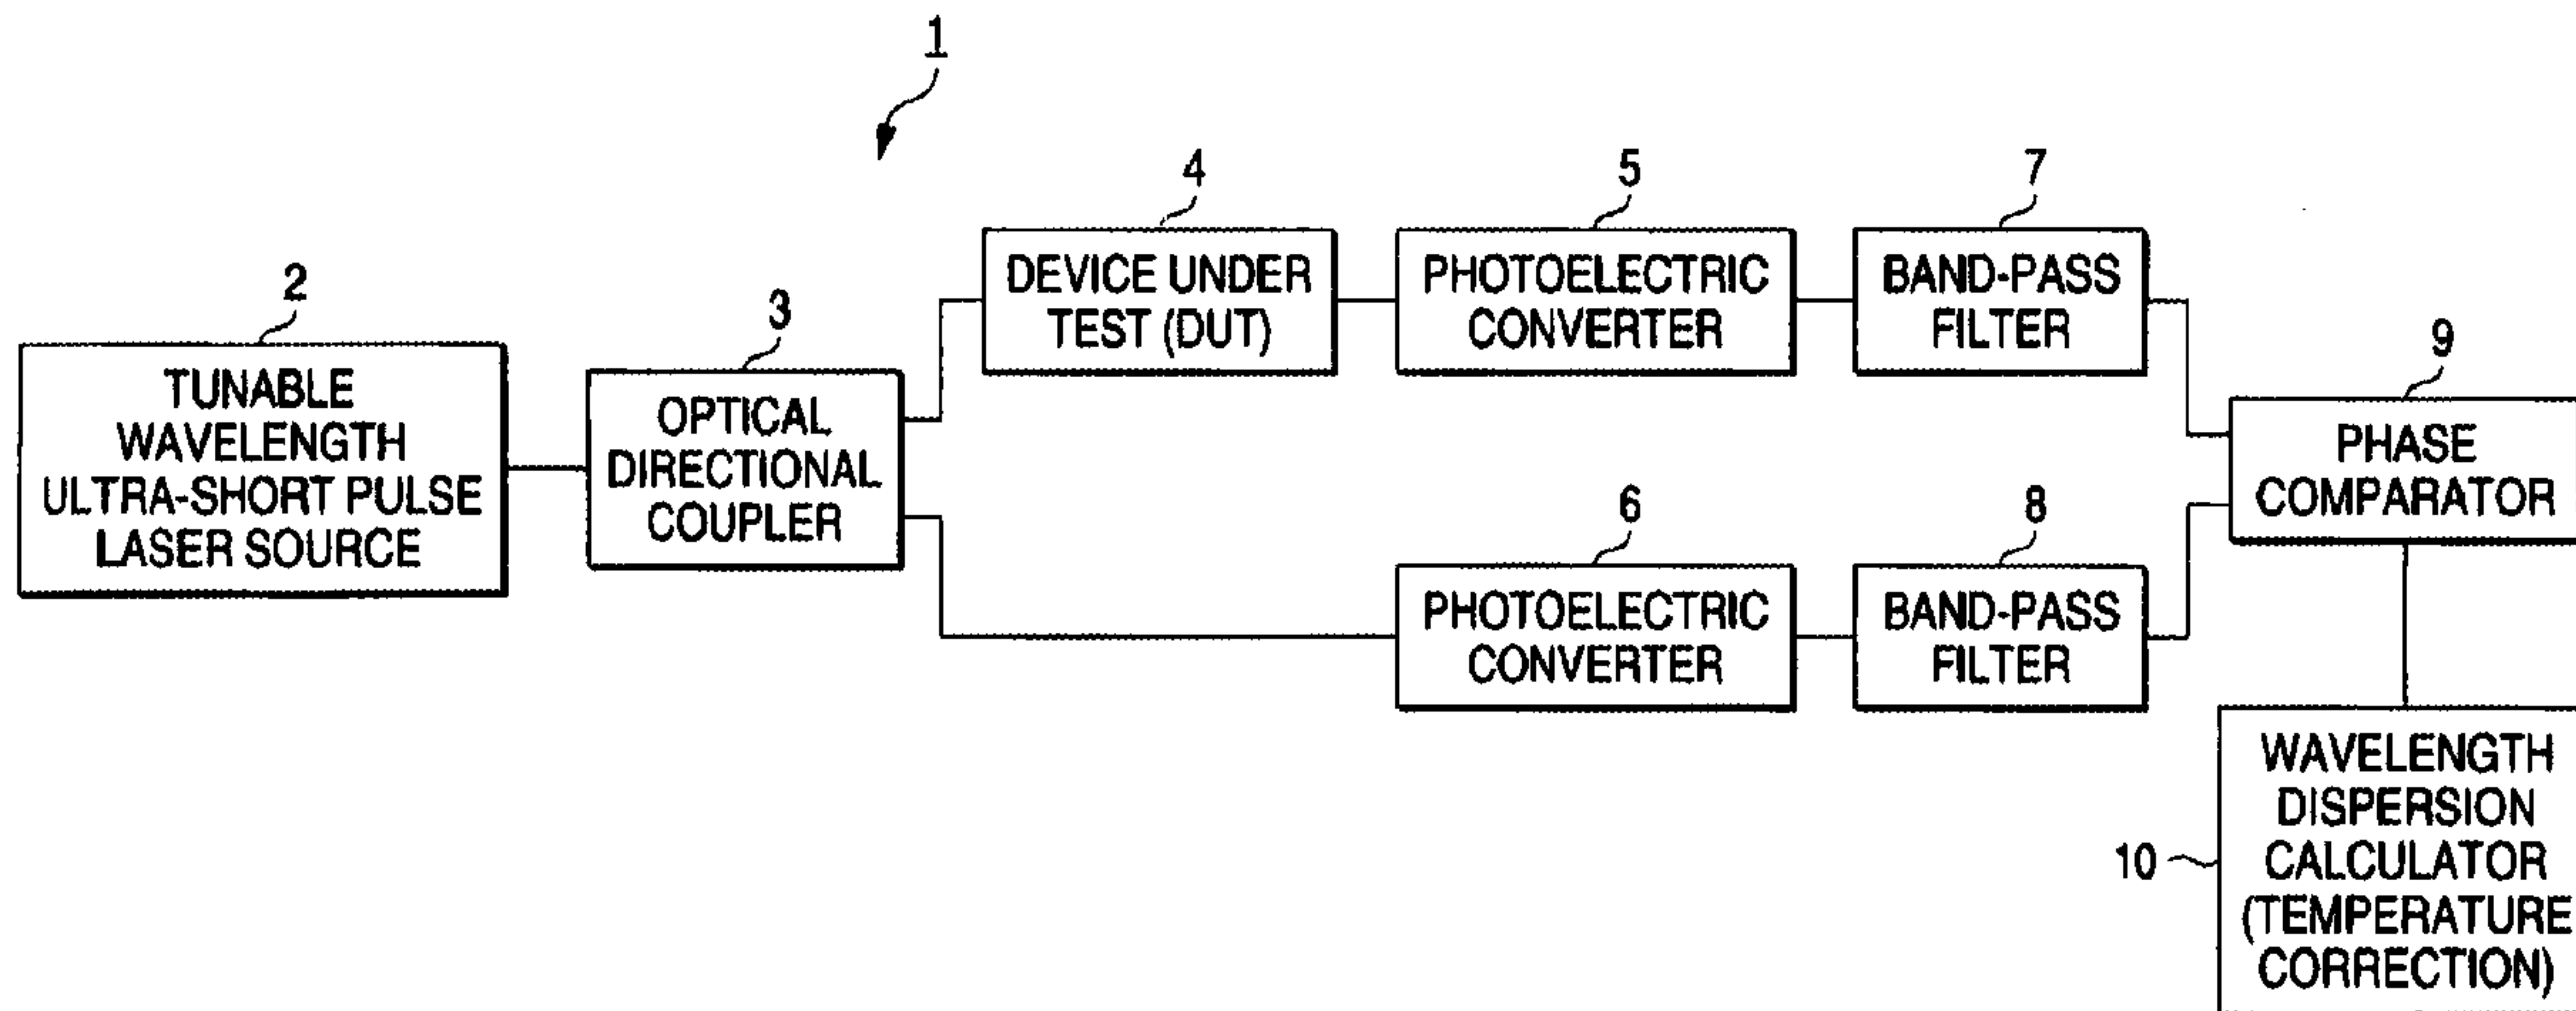 1
2
TUNABLE
WAVELENGTH
ULTRA-SHORT PULSE
LASER SOURCE
3
OPTICAL
DIRECTIONAL
COUPLER
4
DEVICE UNDER
TEST (DUT)
5
PHOTOELECTRIC
CONVERTER
7
BAND-PASS
FILTER
6
PHOTOELECTRIC
CONVERTER
8
BAND-PASS
FILTER
9
PHASE
COMPARATOR
10
WAVELENGTH
DISPERSION
CALCULATOR
(TEMPERATURE
CORRECTION)